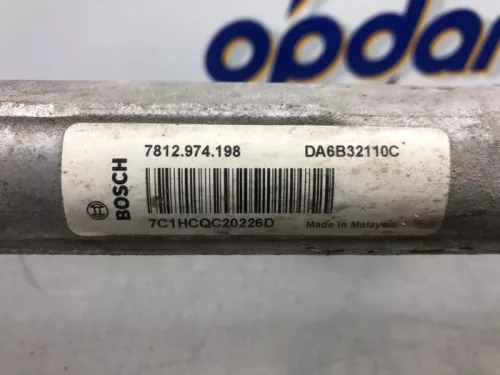 opdar
BOSCH
7812.974.198 DA6B32110C
7C1HCQC20226D Made in Malaysia